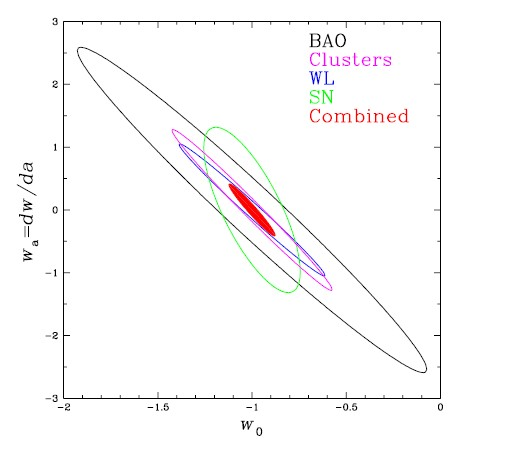 BAO
Clusters
WL
SN
Combined
3
2
1
0
-1
-2
-3
w_a=dw/da
-2
-1.5
-1
-0.5
0
w_0